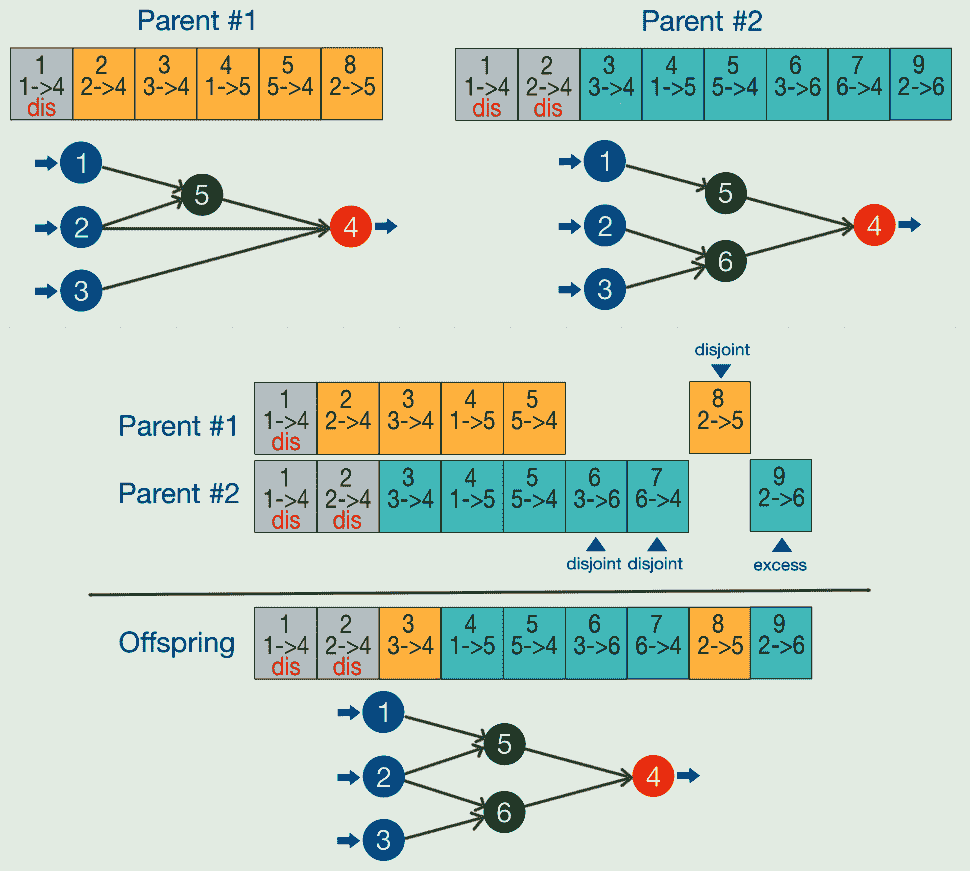 Parent #1
Parent #2
1 2 3 4 5 8
1->4 2->4 3->4 1->5 5->4 2->5
dis
1 2 3 4 5 6 7 9
1->4 2->4 3->4 1->5 5->4 3->6 6->4 2->6
dis dis
1
2
3
5
4
1
2
3
5
6
4
disjoint
Parent #1
1 2 3 4 5 8
1->4 2->4 3->4 1->5 5->4 2->5
dis
Parent #2
1 2 3 4 5 6 7 9
1->4 2->4 3->4 1->5 5->4 3->6 6->4 2->6
dis dis
disjoint disjoint excess
Offspring
1 2 3 4 5 6 7 8 9
1->4 2->4 3->4 1->5 5->4 3->6 6->4 2->5 2->6
dis dis
1
2
3
5
6
4